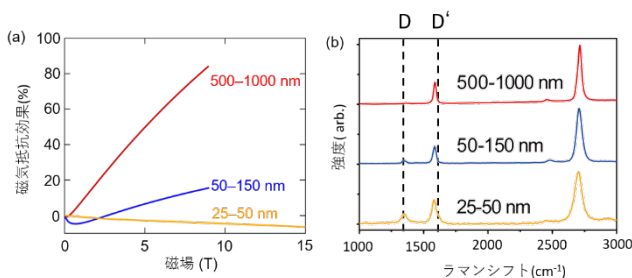 (a)
100
80
60
40
20
0
0
5
10
15
磁気抵抗効果(%)
磁場 (T)
500–1000 nm
50–150 nm
25–50 nm
D
D‘
(b)
500-1000 nm
50-150 nm
25-50 nm
強度( arb.)
1000
1500
2000
2500
3000
ラマンシフト(cm-1)